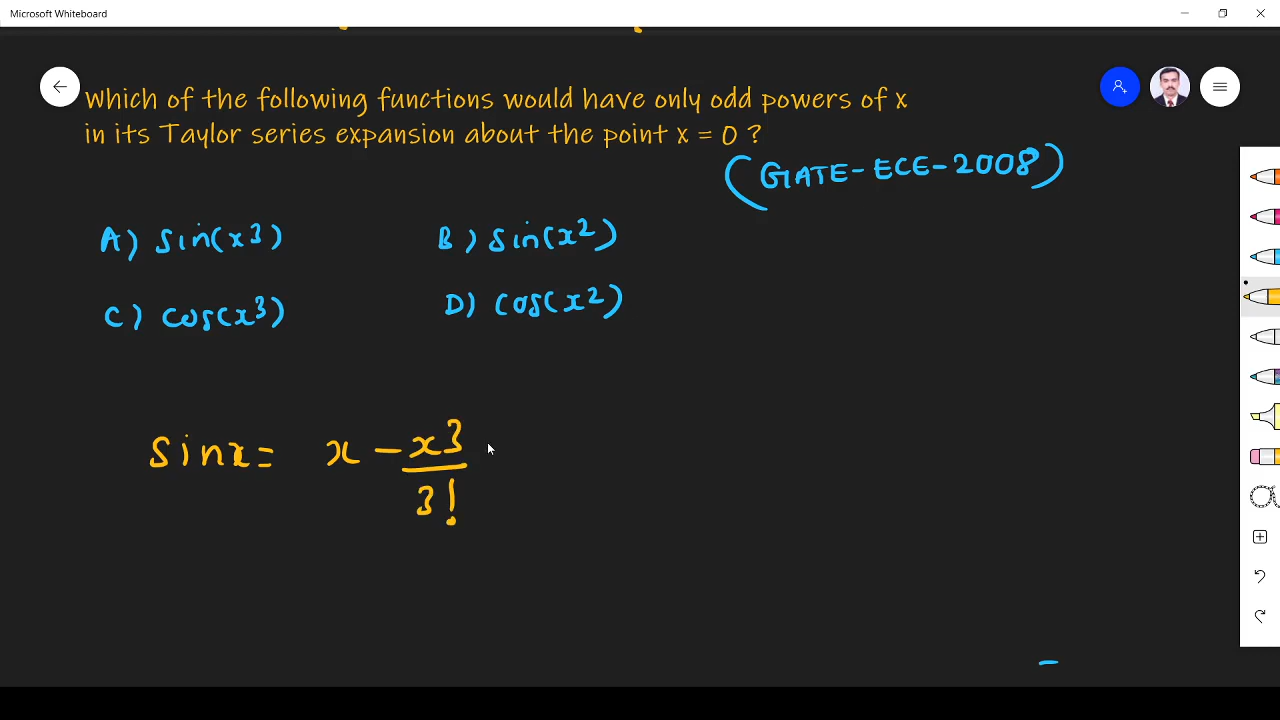 Microsoft Whiteboard
Which of the following functions would have only odd powers of x
in its Taylor series expansion about the point x = 0 ?
(GATE-ECE-2008)
A) sin(x³) B) sin(x²)
C) cos(x³) D) cos(x²)
sinx = x - x³/3!